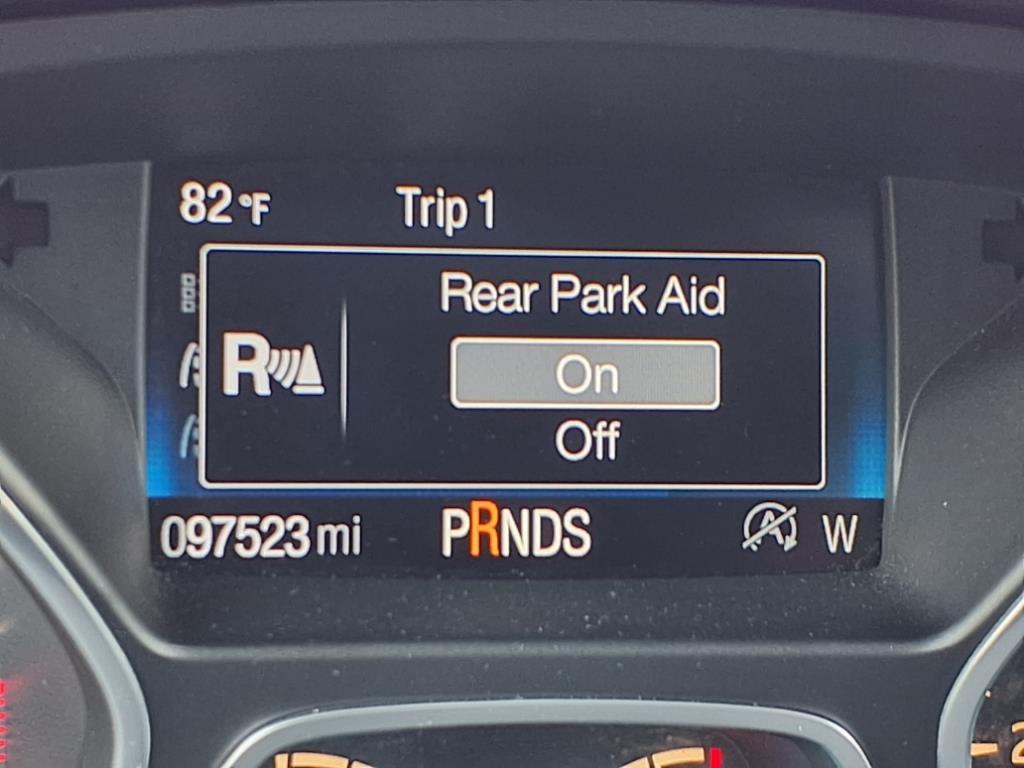 82 °F Trip 1
Rear Park Aid
R
On
Off
097523 mi PRNDS A W